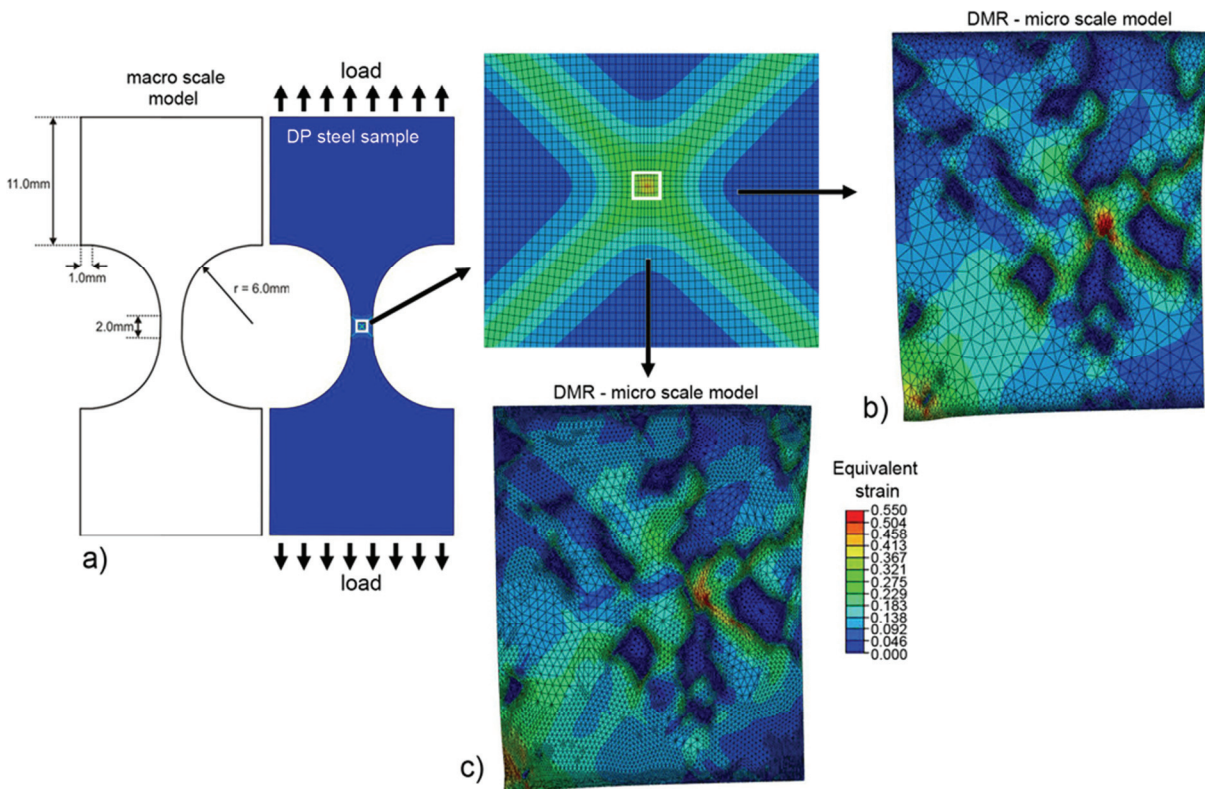 macro scale
model
load
DP steel sample
11.0mm
1.0mm
2.0mm
r = 6.0mm
load
a)
DMR - micro scale model
b)
DMR - micro scale model
c)
Equivalent
strain
0.550
0.504
0.458
0.413
0.367
0.321
0.275
0.229
0.183
0.138
0.092
0.046
0.000